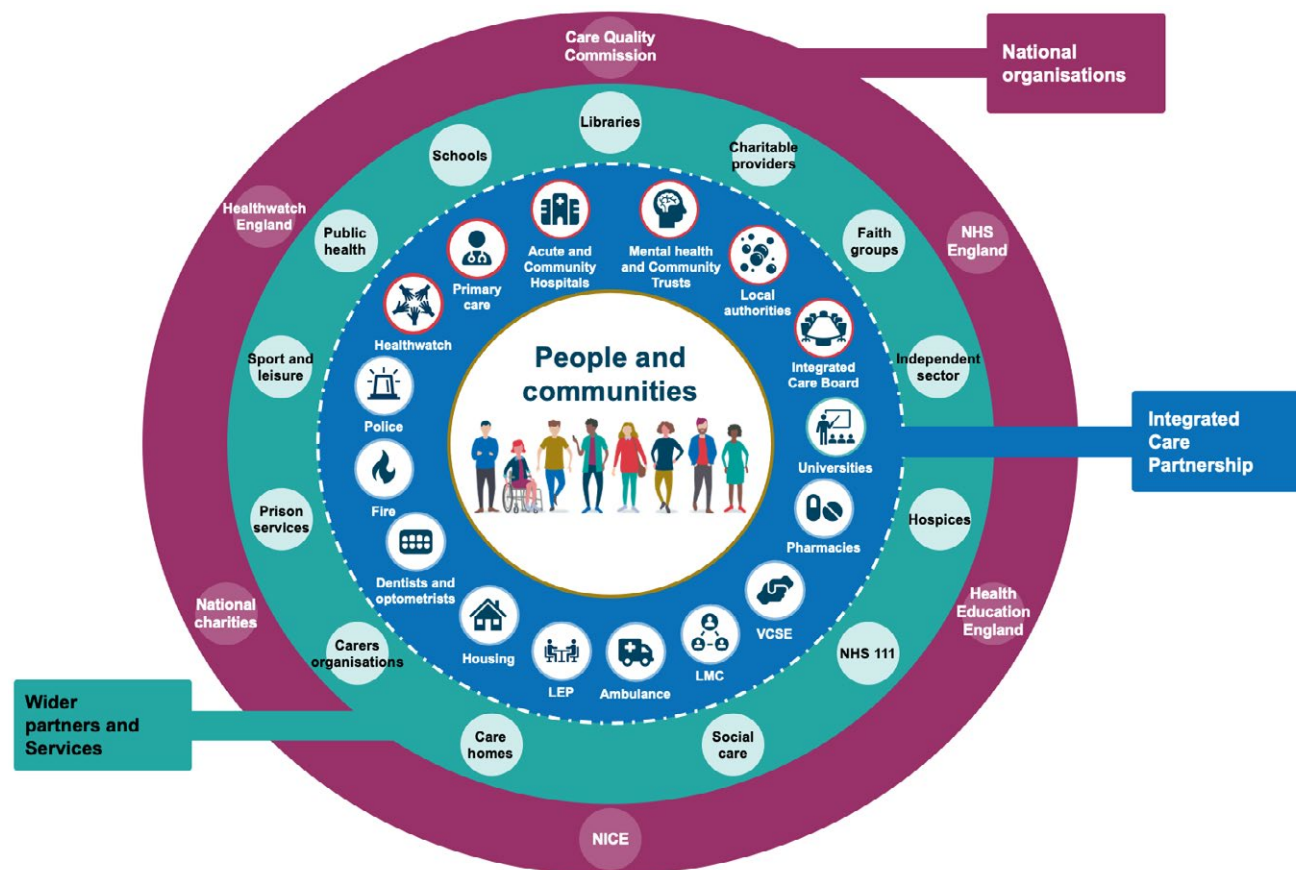 Care Quality
Commission
National
organisations
Libraries
Schools
Charitable
providers
Healthwatch
England
Public
health
Faith
groups
NHS
England
Acute and
Community
Hospitals
Mental health
and Community
Trusts
Primary
care
Local
authorities
Healthwatch
Integrated
Care Board
People and
communities
Sport and
leisure
Independent
sector
Police
Universities
Integrated
Care
Partnership
Fire
Pharmacies
Prison
services
Hospices
Dentists and
optometrists
National
charities
Health
Education
England
Carers
organisations
Housing
LEP
Ambulance
LMC
VCSE
NHS 111
Wider
partners and
Services
Care
homes
Social
care
NICE